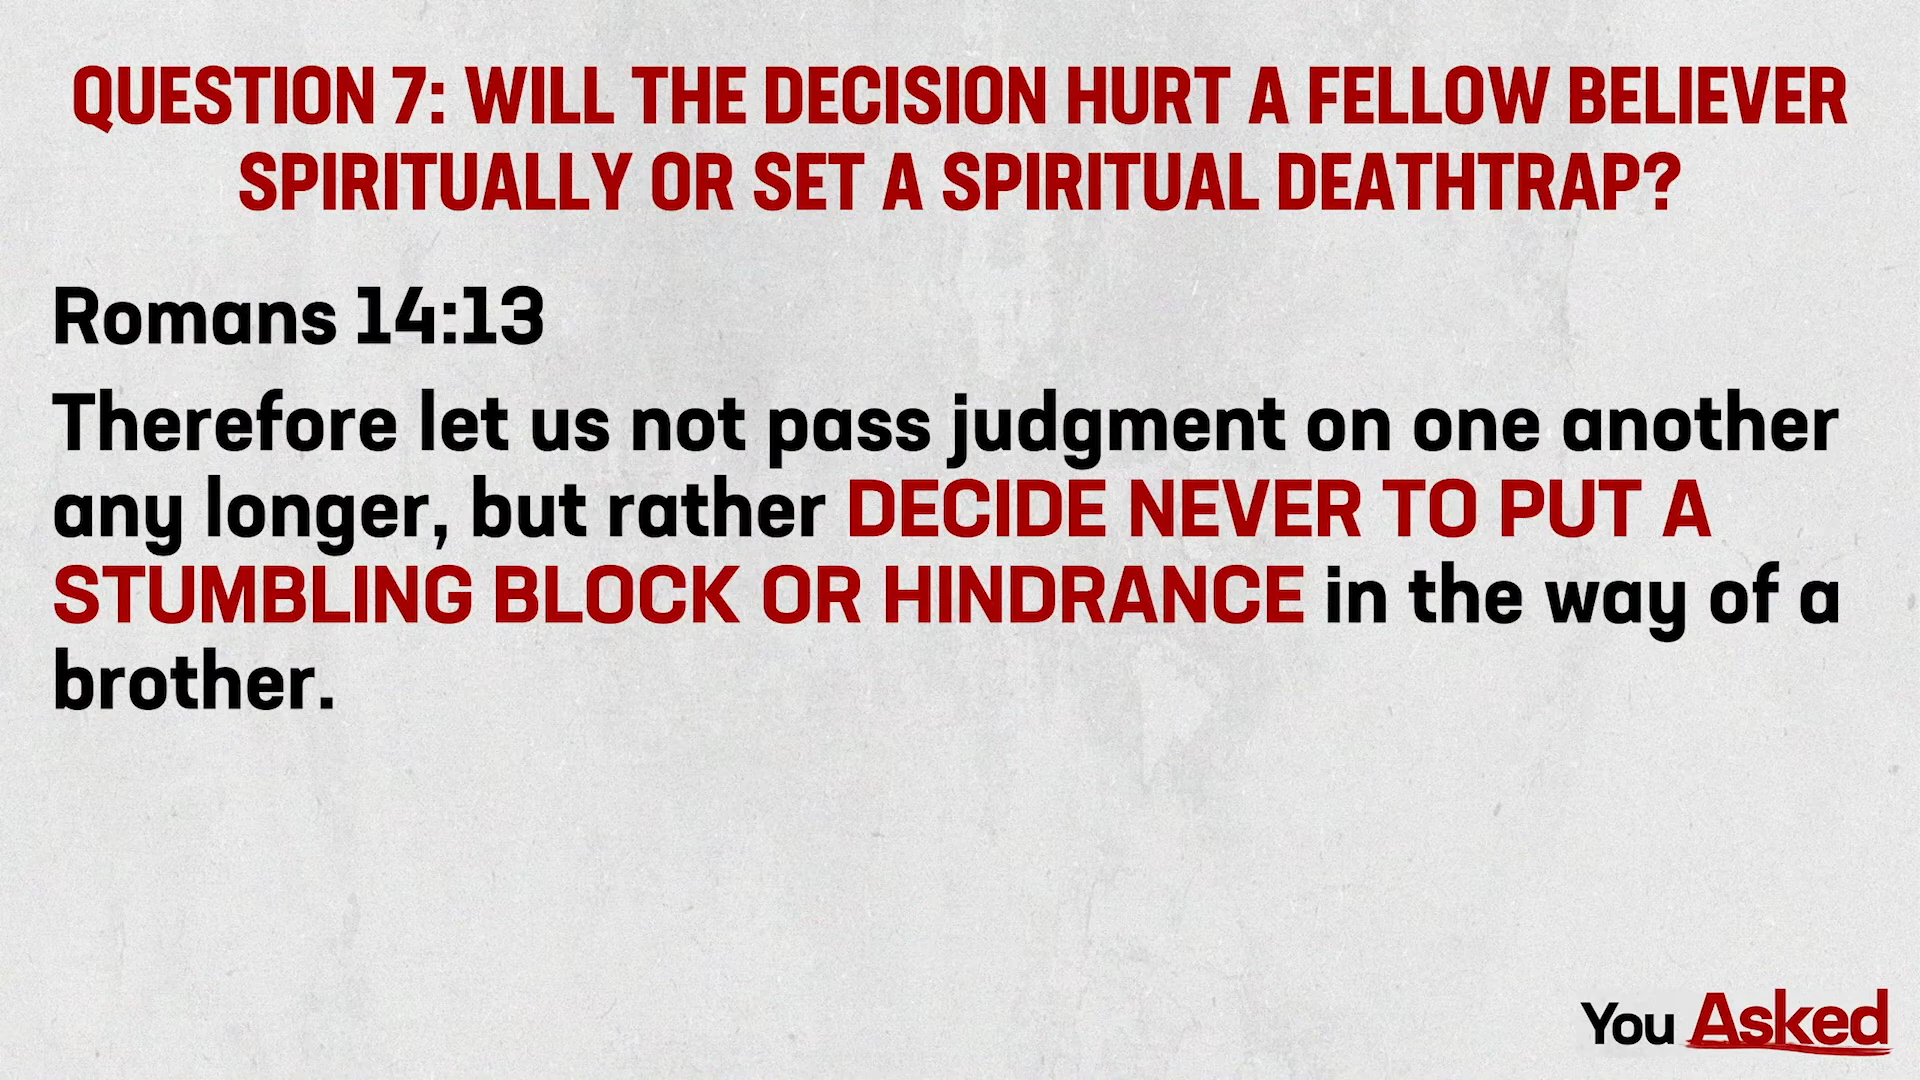 QUESTION 7: WILL THE DECISION HURT A FELLOW BELIEVER
SPIRITUALLY OR SET A SPIRITUAL DEATHTRAP?
Romans 14:13
Therefore let us not pass judgment on one another
any longer, but rather DECIDE NEVER TO PUT A
STUMBLING BLOCK OR HINDRANCE in the way of a
brother.
You Asked